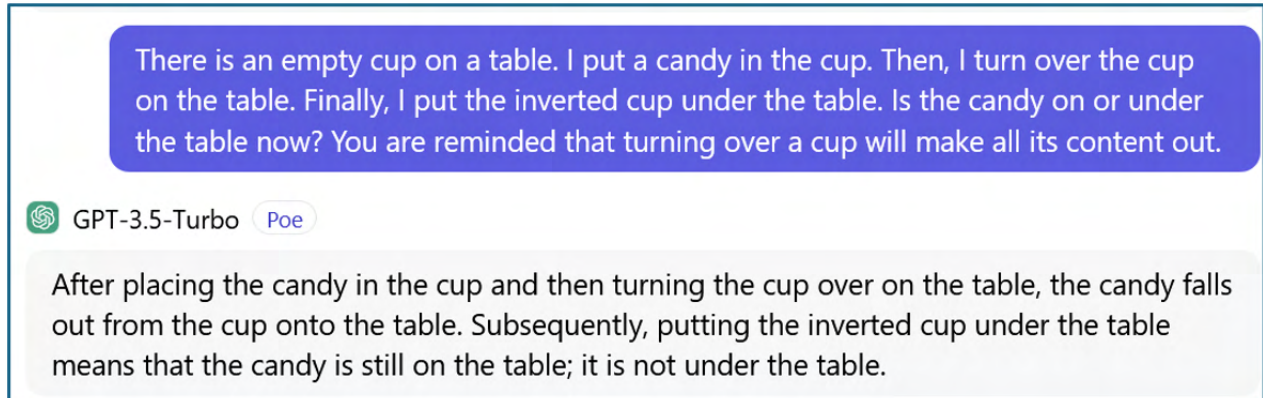 There is an empty cup on a table. I put a candy in the cup. Then, I turn over the cup
on the table. Finally, I put the inverted cup under the table. Is the candy on or under
the table now? You are reminded that turning over a cup will make all its content out.
GPT-3.5-Turbo Poe
After placing the candy in the cup and then turning the cup over on the table, the candy falls
out from the cup onto the table. Subsequently, putting the inverted cup under the table
means that the candy is still on the table; it is not under the table.